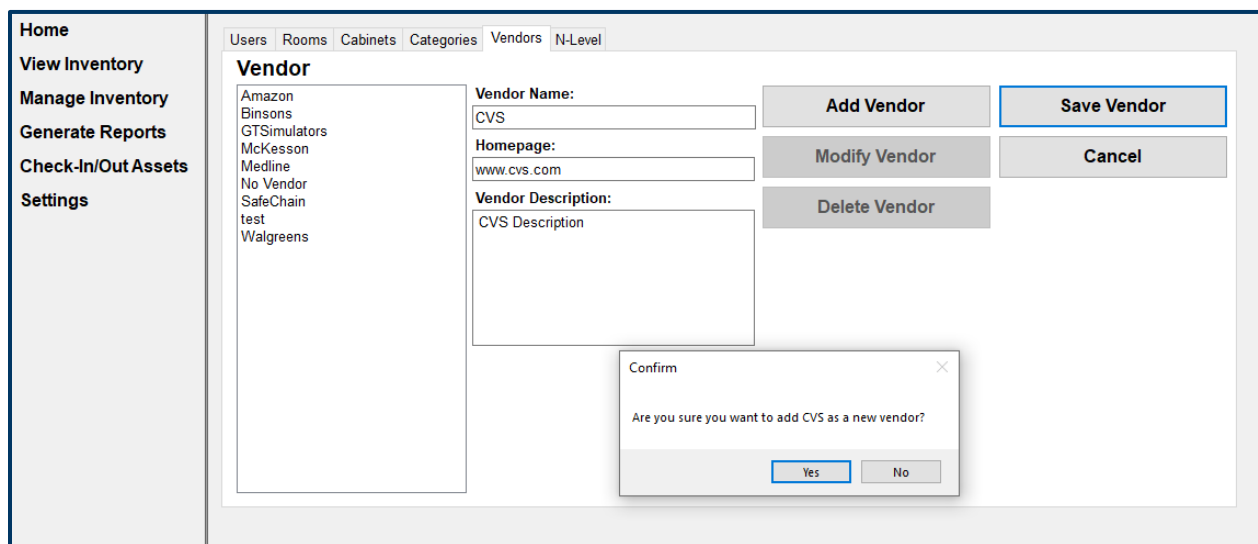 Home
View Inventory
Manage Inventory
Generate Reports
Check-In/Out Assets
Settings
Users Rooms Cabinets Categories Vendors N-Level
Vendor
Amazon
Binsons
GTSimulators
McKesson
Medline
No Vendor
SafeChain
test
Walgreens
Vendor Name:
CVS
Homepage:
www.cvs.com
Vendor Description:
CVS Description
Add Vendor
Save Vendor
Modify Vendor
Cancel
Delete Vendor
Confirm
Are you sure you want to add CVS as a new vendor?
Yes
No